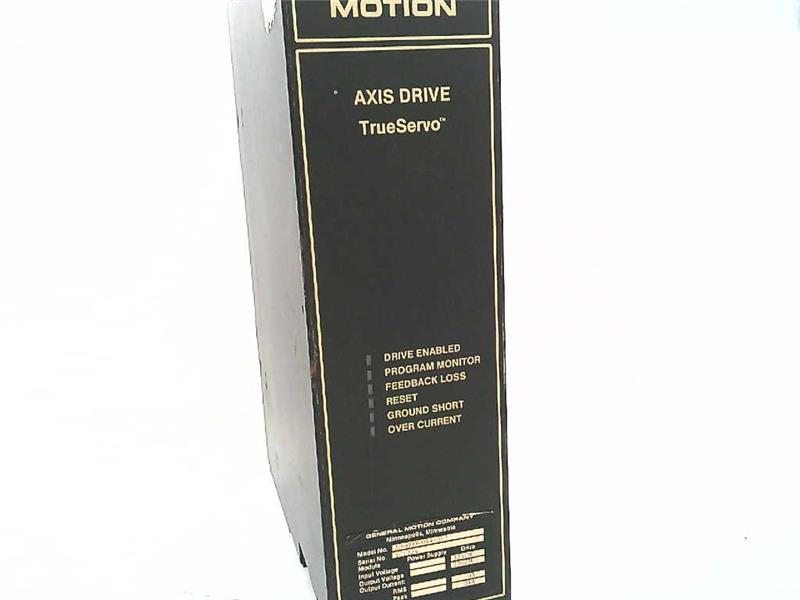 MOTION
AXIS DRIVE
TrueServo™
DRIVE ENABLED
PROGRAM MONITOR
FEEDBACK LOSS
RESET
GROUND SHORT
OVER CURRENT
GENERAL MOTION COMPANY
Minneapolis, Minnesota
Model No.
Serial No.
Module Power Supply Drive
Input Voltage
Output Voltage
Output Current:
RMS
Peak